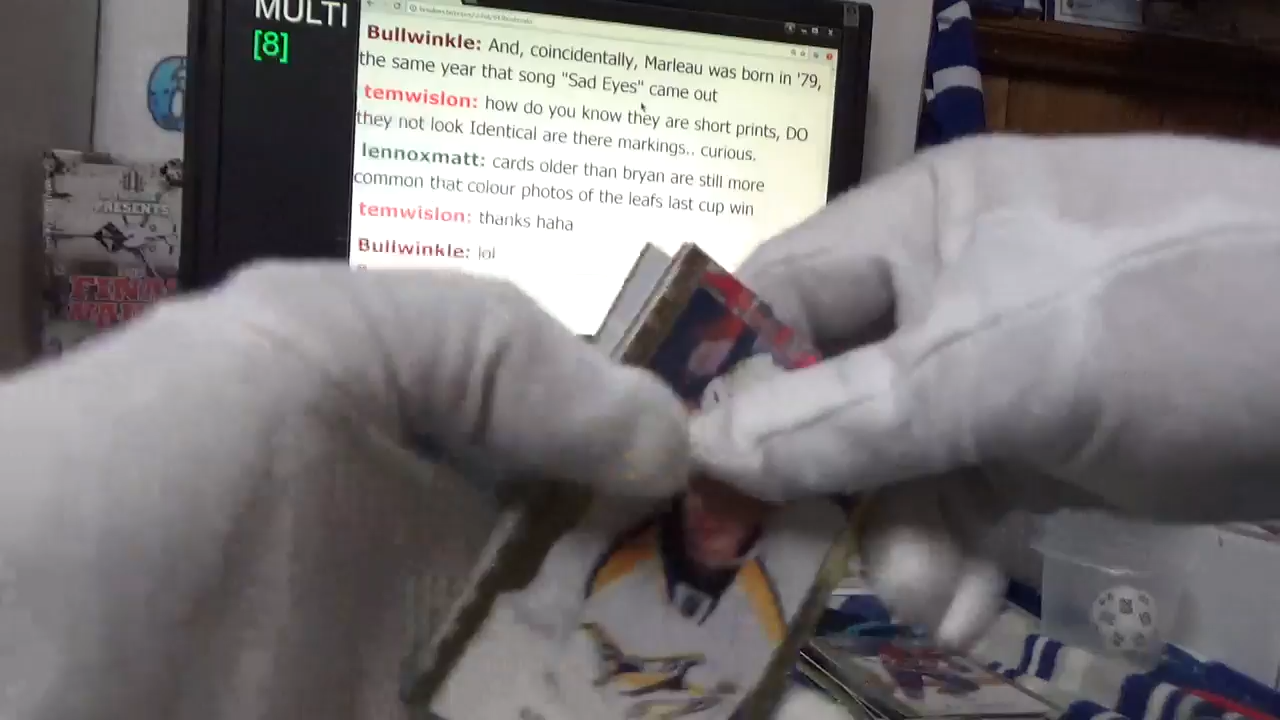 MULTI
[8]
Bullwinkle: And, coincidentally, Marleau was born in '79,
the same year that song "Sad Eyes" came out
temwislon: how do you know they are short prints, DO
they not look Identical are there markings.. curious.
lennoxmatt: cards older than bryan are still more
common that colour photos of the leafs last cup win
temwislon: thanks haha
Bullwinkle: lol
PRESENTS
FINAL